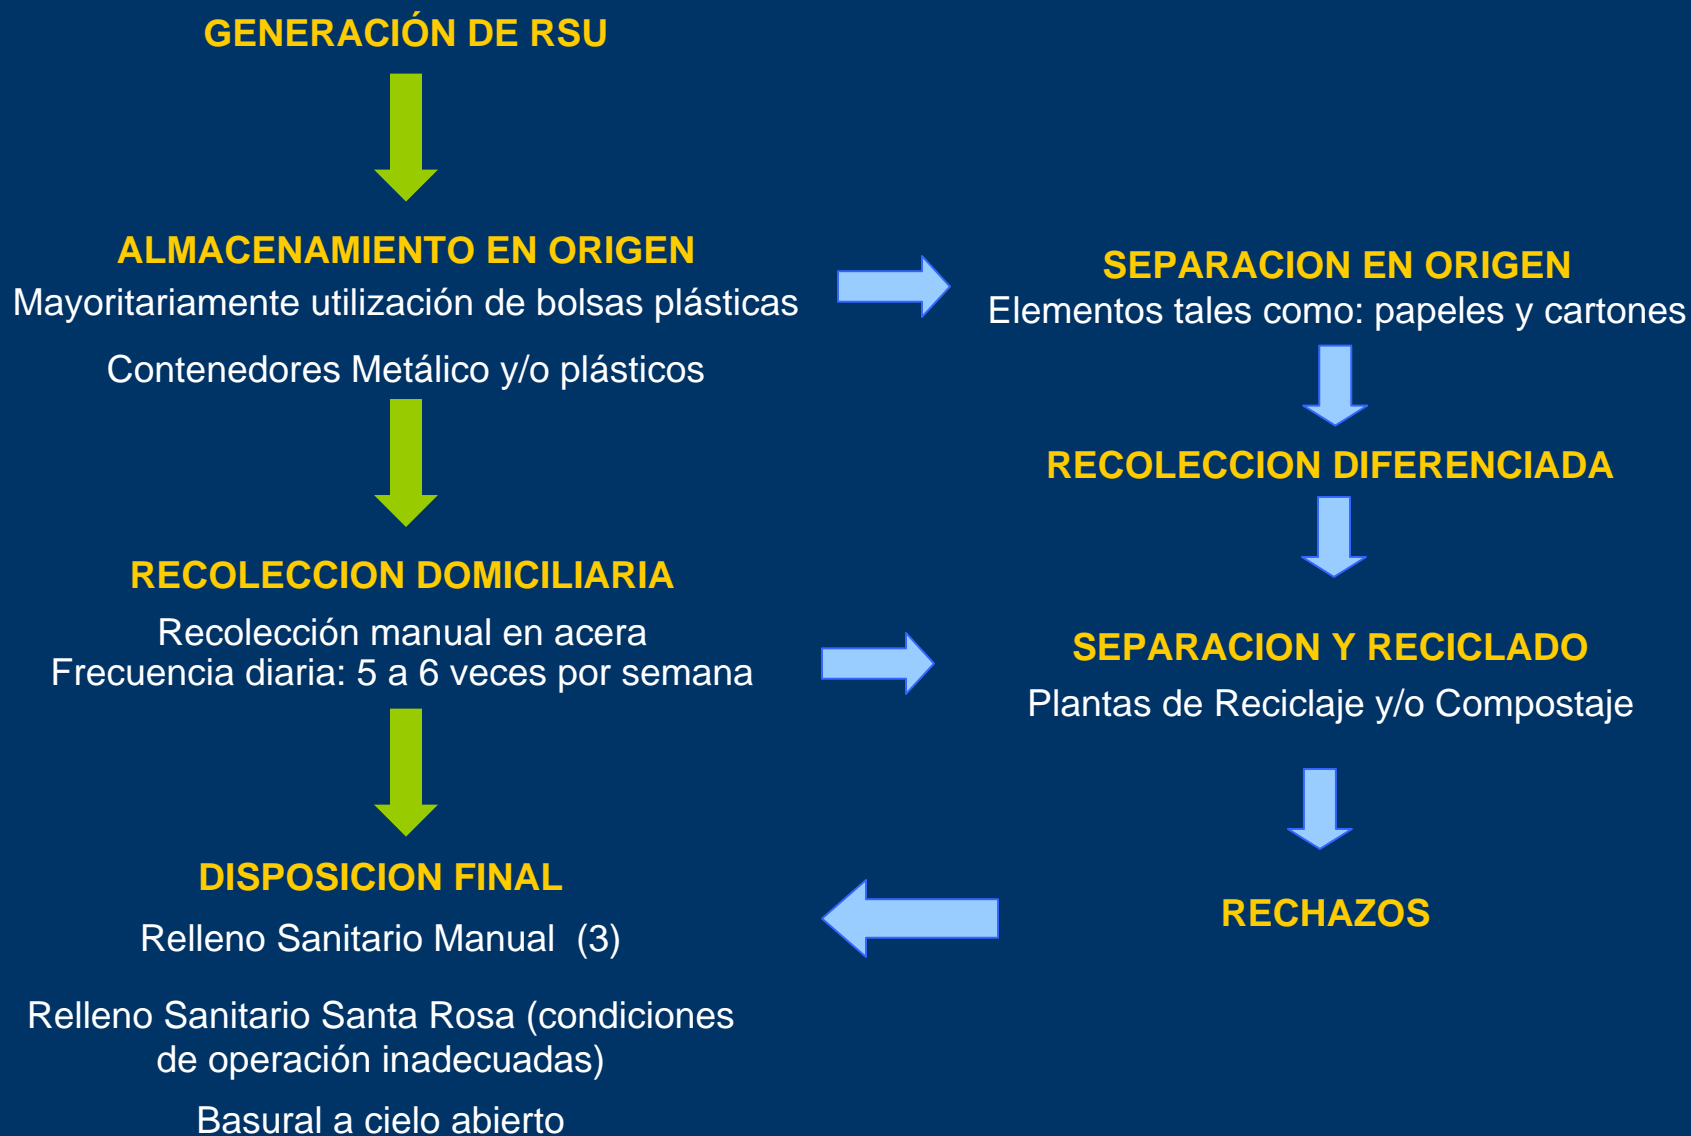 GENERACIÓN DE RSU
ALMACENAMIENTO EN ORIGEN
Mayoritariamente utilización de bolsas plásticas
Contenedores Metálico y/o plásticos
SEPARACION EN ORIGEN
Elementos tales como: papeles y cartones
RECOLECCION DIFERENCIADA
RECOLECCION DOMICILIARIA
Recolección manual en acera
Frecuencia diaria: 5 a 6 veces por semana
SEPARACION Y RECICLADO
Plantas de Reciclaje y/o Compostaje
DISPOSICION FINAL
Relleno Sanitario Manual (3)
Relleno Sanitario Santa Rosa (condiciones
de operación inadecuadas)
Basural a cielo abierto
RECHAZOS